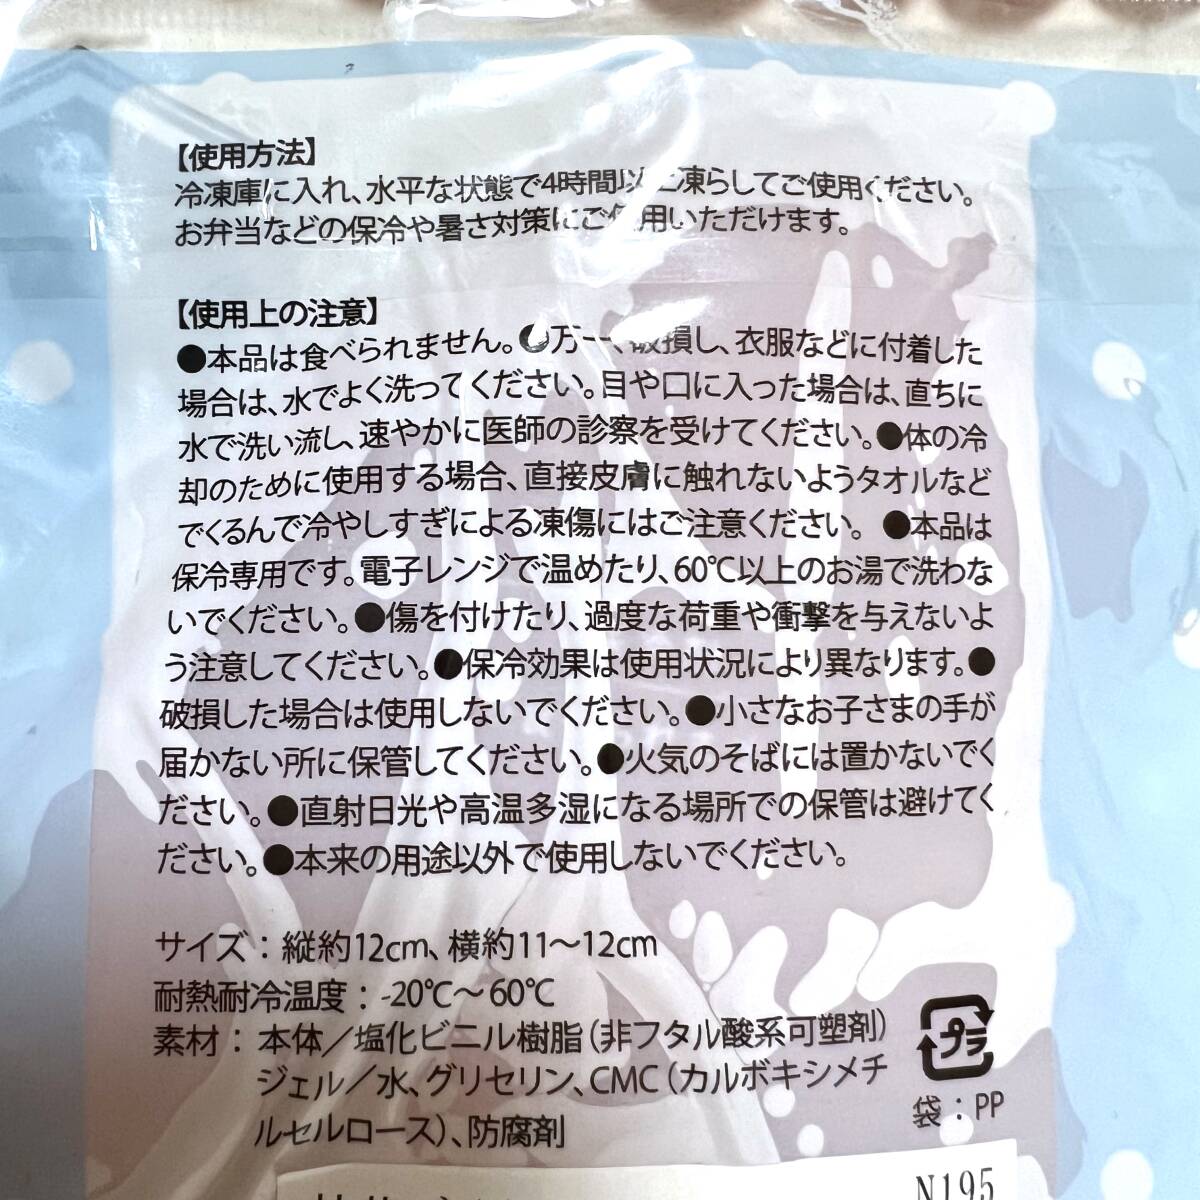 【使用方法】
冷凍庫に入れ、水平な状態で4時間以上凍らしてご使用ください。
お弁当などの保冷や暑さ対策にご使用いただけます。
【使用上の注意】
●本品は食べられません。●万一、破損し、衣服などに付着した
場合は、水でよく洗ってください。目や口に入った場合は、直ちに
水で洗い流し、速やかに医師の診察を受けてください。●体の冷
却のために使用する場合、直接皮膚に触れないようタオルなど
でくるんで冷やしすぎによる凍傷にはご注意ください。 ●本品は
保冷専用です。電子レンジで温めたり、60℃以上のお湯で洗わな
いでください。●傷を付けたり、過度な荷重や衝撃を与えないよ
う注意してください。●保冷効果は使用状況により異なります。●
破損した場合は使用しないでください。●小さなお子さまの手が
届かない所に保管してください。●火気のそばには置かないでく
ださい。●直射日光や高温多湿になる場所での保管は避けてく
ださい。●本来の用途以外で使用しないでください。
サイズ：縦約12cm、横約11～12cm
耐熱耐冷温度：-20℃～60℃
素材：本体／塩化ビニル樹脂（非フタル酸系可塑剤）
ジェル／水、グリセリン、CMC（カルボキシメチ
ルセルロース）、防腐剤
プラ
袋：PP
N195